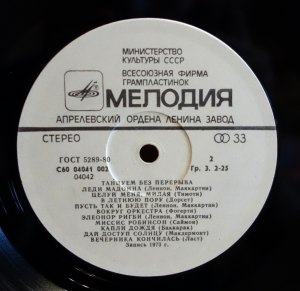 МИНИСТЕРСТВО
КУЛЬТУРЫ СССР
ВСЕСОЮЗНАЯ ФИРМА
ГРАМПЛАСТИНОК
МЕЛОДИЯ
АПРЕЛЕВСКИЙ ОРДЕНА ЛЕНИНА ЗАВОД
СТЕРЕО 33
ГОСТ 5289-80 2
С60 04041 002 Гр. 3. 2-25
04042
ТАНЦУЕМ БЕЗ ПЕРЕРЫВА
ЛЕДИ МАДОННА (Леннон, Маккартни)
ЦЕЛУЙ МЕНЯ, МИЛАЯ (Тимоти)
В ЛЕТНЮЮ ПОРУ (Дорсет)
ПУСТЬ ТАК И БУДЕТ (Леннон, Маккартни)
ВОКРУГ ОРКЕСТРА (Фогерти)
ЭЛЕОНОР РИГБИ (Леннон, Маккартни)
МИССИС РОБИНСОН (Саймон)
КАПЛИ ДОЖДЯ (Баккарак)
ДАЙ ДОСТУП СОЛНЦУ (Макдермонт)
ВЕЧЕРИНКА КОНЧИЛАСЬ (Ласт)
Запись 1973 г.